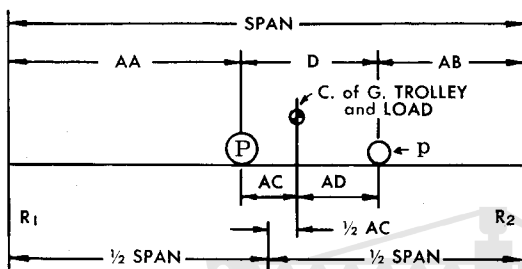 SPAN
AA
D
AB
C. of G. TROLLEY
and LOAD
P
p
AC
AD
R1
R2
½ AC
½ SPAN
½ SPAN